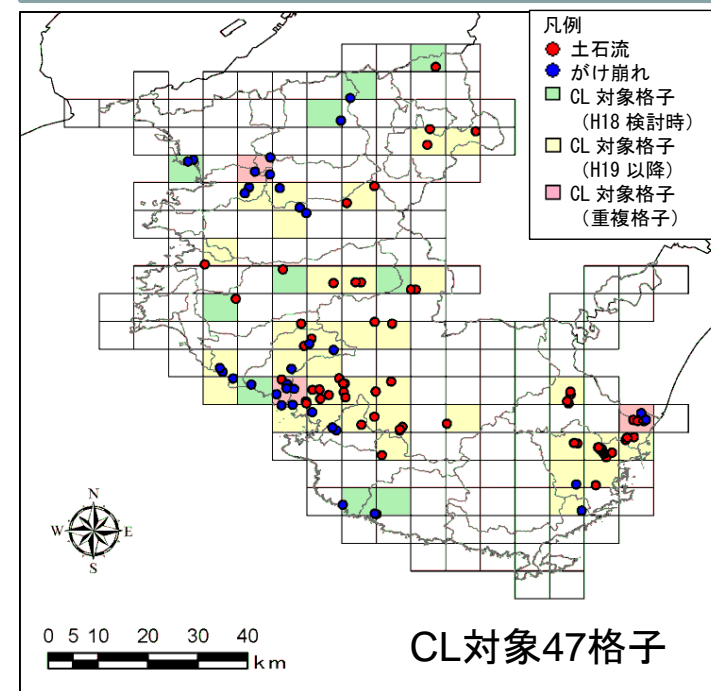 凡例
土石流
がけ崩れ
CL 対象格子
（H18 検討時）
CL 対象格子
（H19 以降）
CL 対象格子
（重複格子）
N
W E
S
0 5 10 20 30 40
km
CL対象47格子